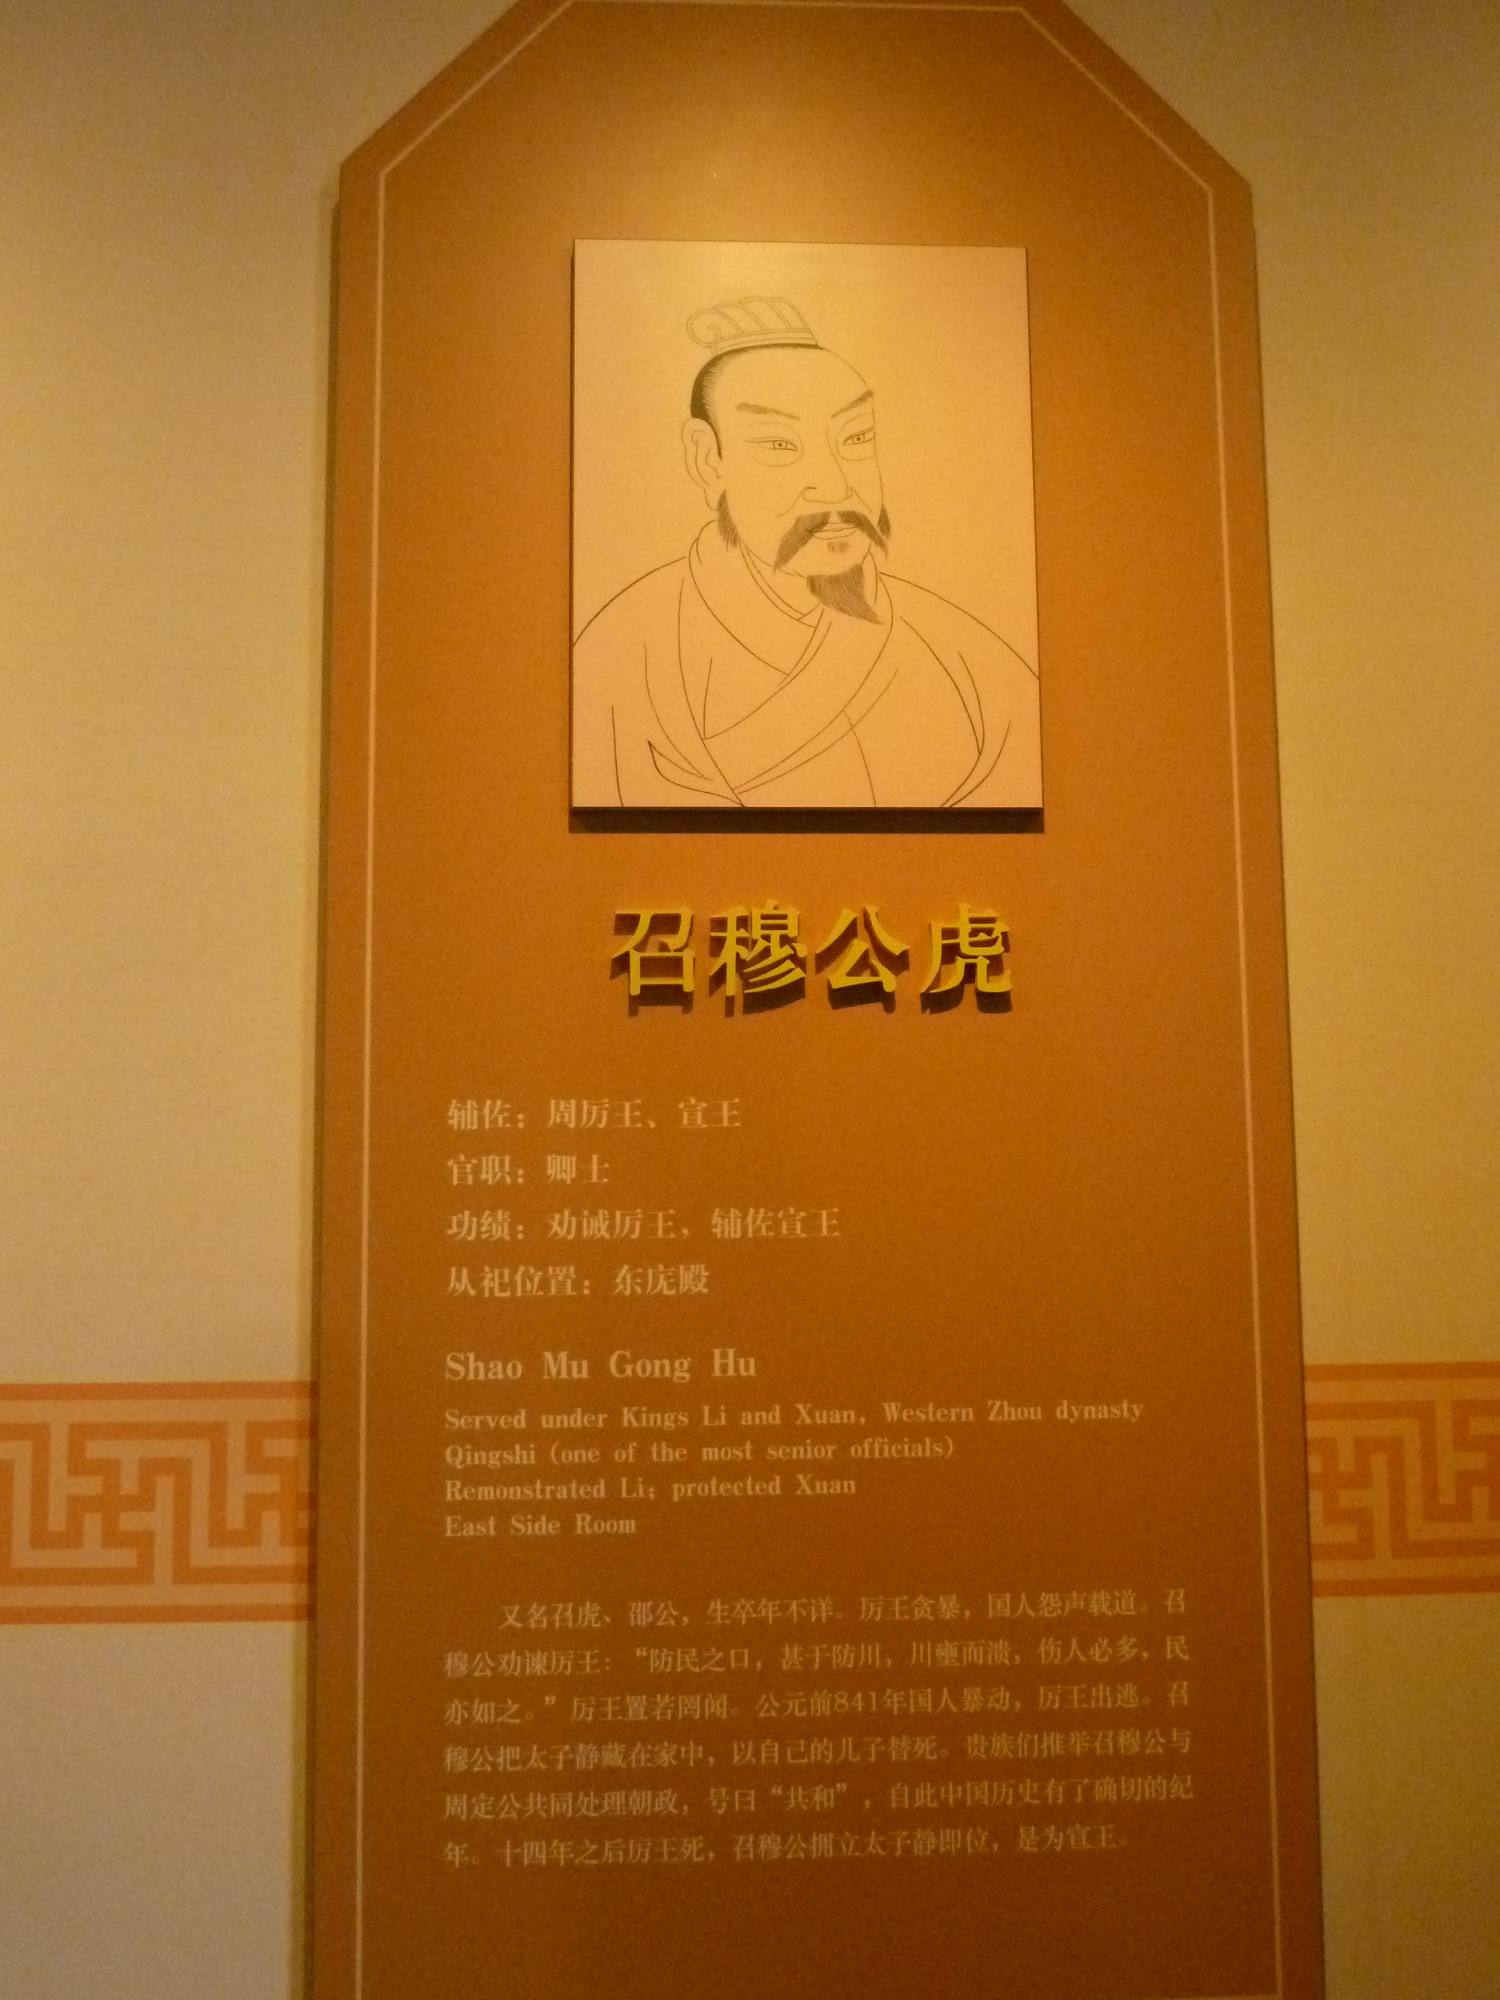 召穆公虎
辅佐：周厉王、宣王
官职：卿士
功绩：劝诫厉王，辅佐宣王
从祀位置：东庑殿
Shao Mu Gong Hu
Served under Kings Li and Xuan, Western Zhou dynasty
Qingshi (one of the most senior officials)
Remonstrated Li; protected Xuan
East Side Room
又名召虎、邵公，生卒年不详。厉王贪暴，国人怨声载道。召
穆公劝谏厉王：“防民之口，甚于防川，川壅而溃，伤人必多，民
亦如之。”厉王置若罔闻。公元前841年国人暴动，厉王出逃。召
穆公把太子静藏在家中，以自己的儿子替死。贵族们推举召穆公与
周定公共同处理朝政，号曰“共和”，自此中国历史有了确切的纪
年。十四年之后厉王死，召穆公拥立太子静即位，是为宣王。